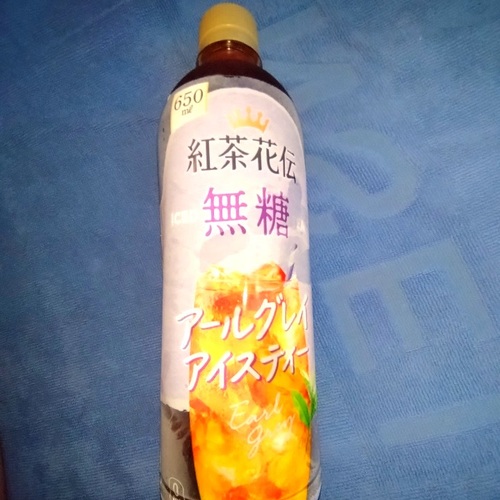 650
ml
紅茶花伝
無糖
アールグレイ
アイスティー
Earl
Grey